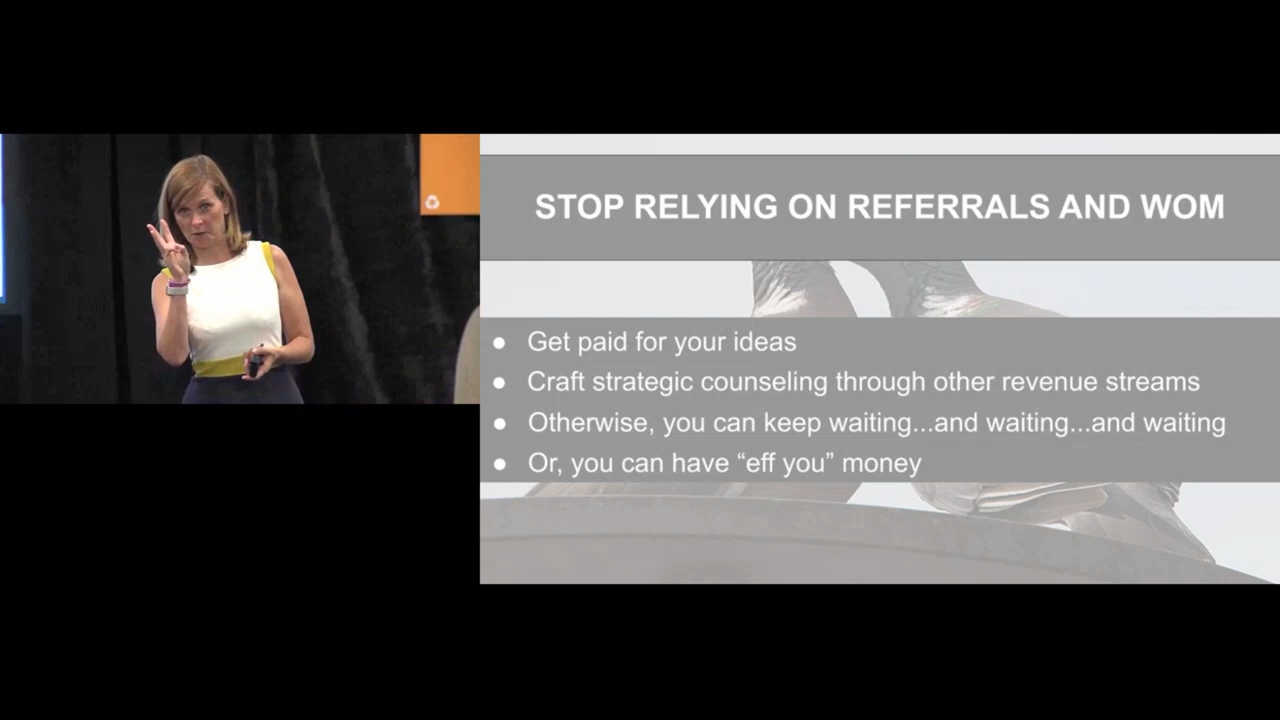 STOP RELYING ON REFERRALS AND WOM
● Get paid for your ideas
● Craft strategic counseling through other revenue streams
● Otherwise, you can keep waiting...and waiting...and waiting
● Or, you can have “eff you” money